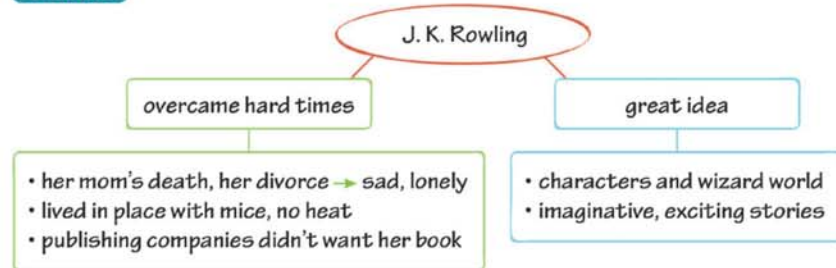 J. K. Rowling
overcame hard times
great idea
• her mom's death, her divorce → sad, lonely
• lived in place with mice, no heat
• publishing companies didn't want her book
• characters and wizard world
• imaginative, exciting stories